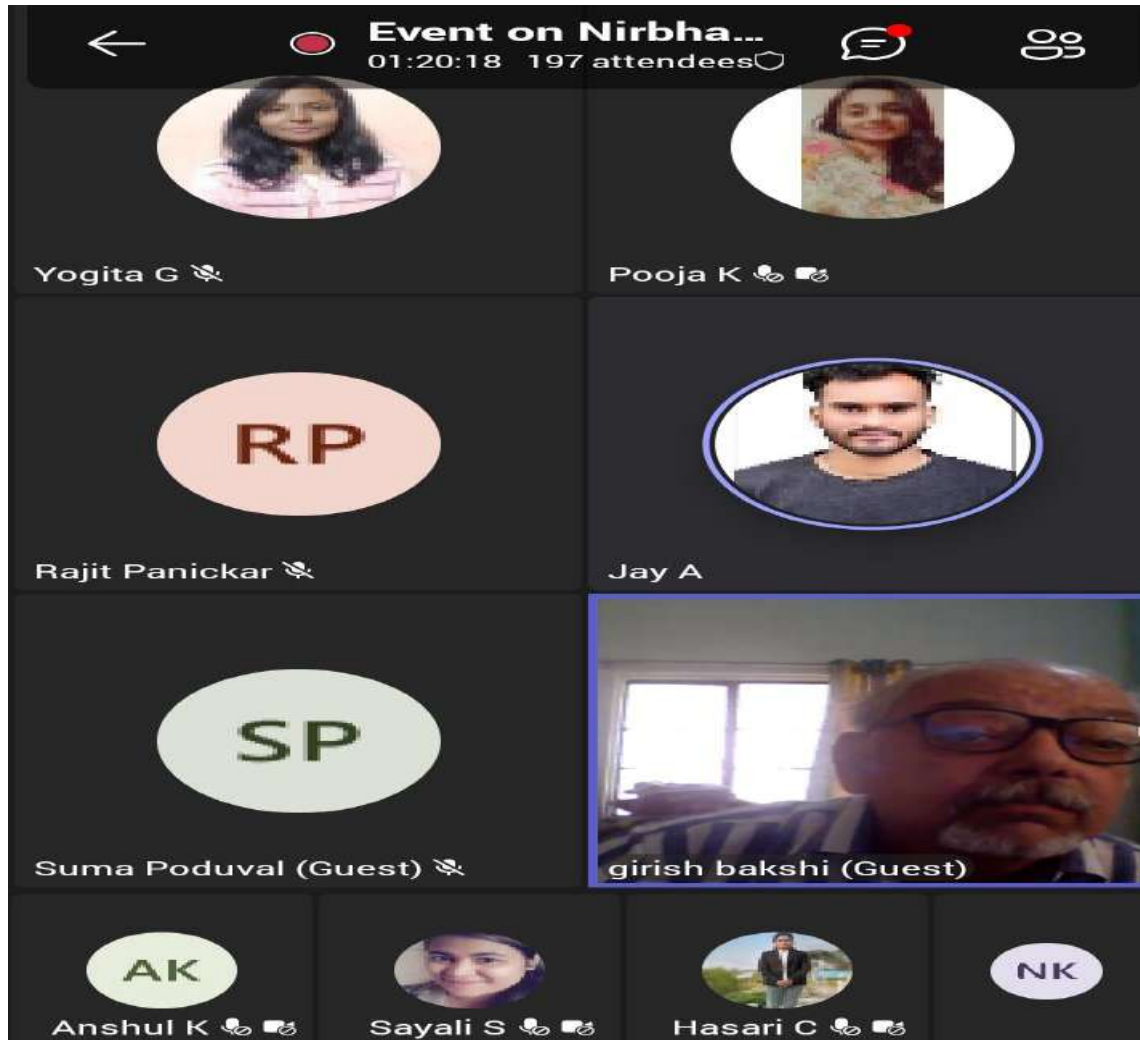 Event on Nirbha...
01:20:18 197 attendees
Yogita G
Pooja K
RP
Rajit Panickar
Jay A
SP
Suma Poduval (Guest)
girish bakshi (Guest)
AK
NK
Anshul K
Sayali S
Hasari C